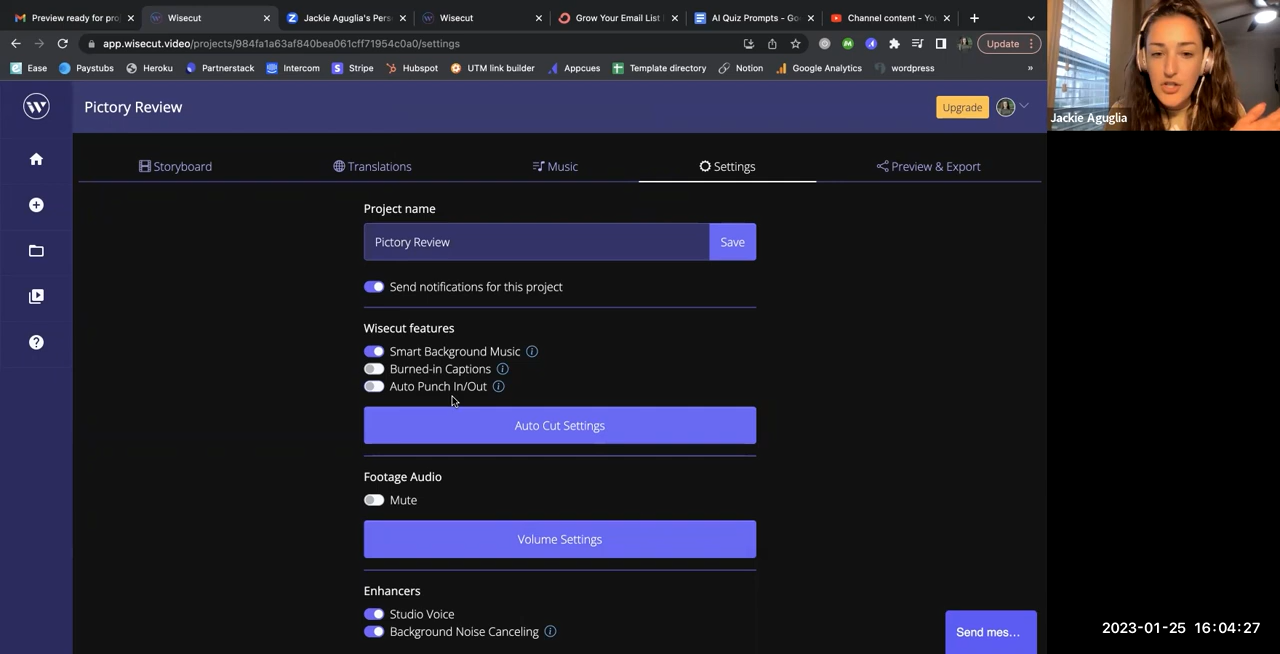 Preview ready for pro
Wisecut
Jackie Aguglia's Pers
Wisecut
Grow Your Email List
AI Quiz Prompts - Go
Channel content - Yo
app.wisecut.video/projects/984fa1a63af840bea061cff71954c0a0/settings
Update
Ease
Paystubs
Heroku
Partnerstack
Intercom
Stripe
Hubspot
UTM link builder
Appcues
Template directory
Notion
Google Analytics
wordpress
»
Jackie Aguglia
Pictory Review
Upgrade
Storyboard
Translations
Music
Settings
Preview & Export
Project name
Pictory Review
Save
Send notifications for this project
Wisecut features
Smart Background Music
Burned-in Captions
Auto Punch In/Out
Auto Cut Settings
Footage Audio
Mute
Volume Settings
Enhancers
Studio Voice
Background Noise Canceling
Send mes...
2023-01-25 16:04:27